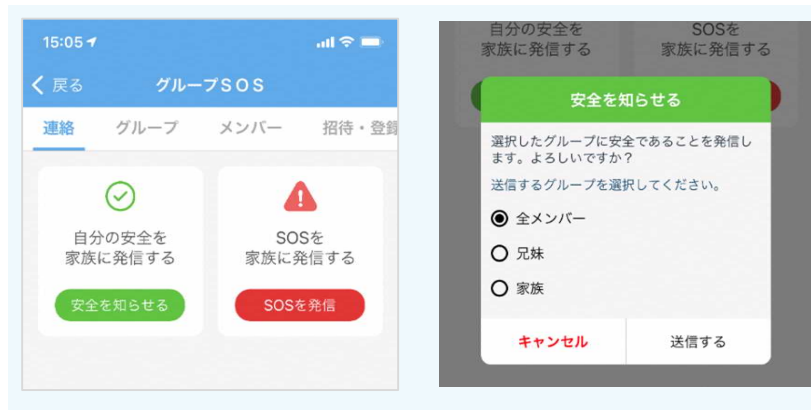 15:05
戻る
グループSOS
連絡
グループ
メンバー
招待・登録
自分の安全を
家族に発信する
安全を知らせる
SOSを
家族に発信する
SOSを発信
自分の安全を
家族に発信する
SOSを
家族に発信する
安全を知らせる
選択したグループに安全であることを発信し
ます。よろしいですか?
送信するグループを選択してください。
全メンバー
兄妹
家族
キャンセル
送信する